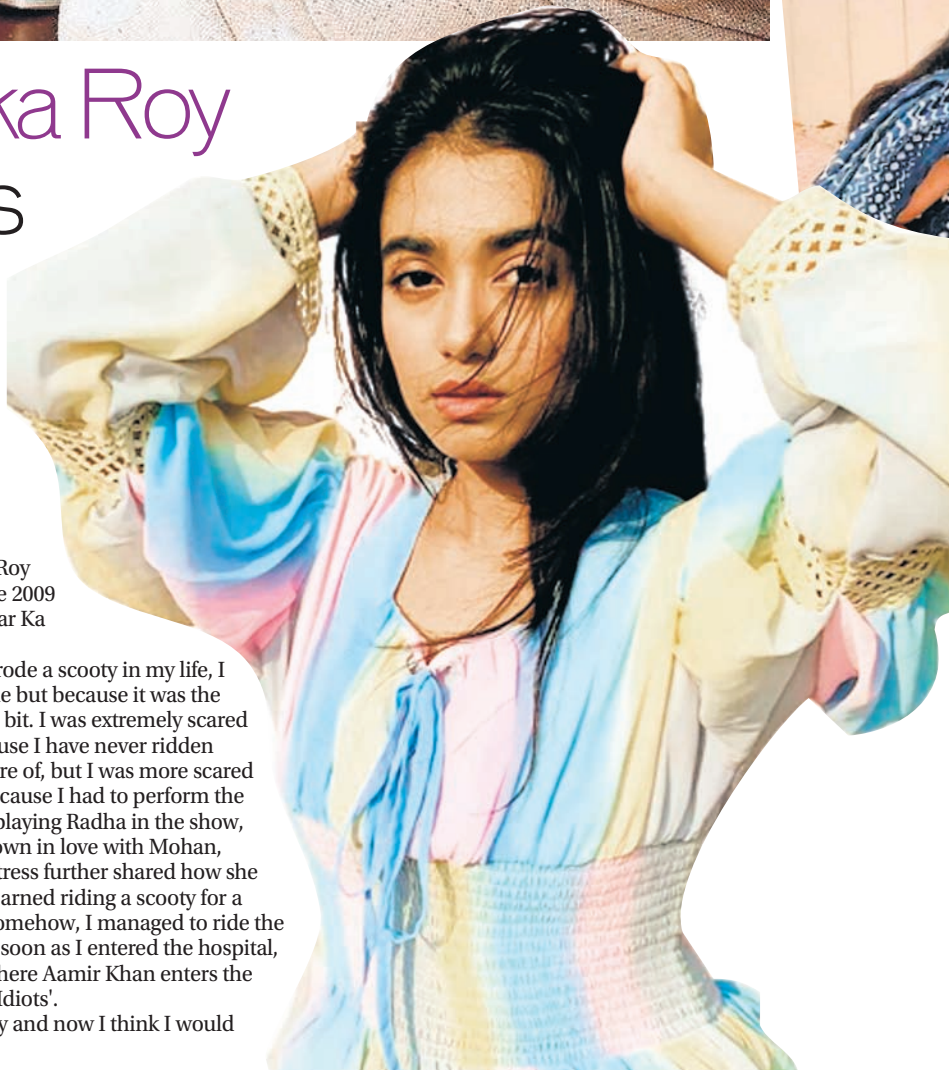 ka Roy
s
Roy
e 2009
ar Ka
rode a scooty in my life, I
e but because it was the
bit. I was extremely scared
use I have never ridden
re of, but I was more scared
cause I had to perform the
playing Radha in the show,
own in love with Mohan,
tress further shared how she
arned riding a scooty for a
omehow, I managed to ride the
soon as I entered the hospital,
here Aamir Khan enters the
Idiots'.
y and now I think I would